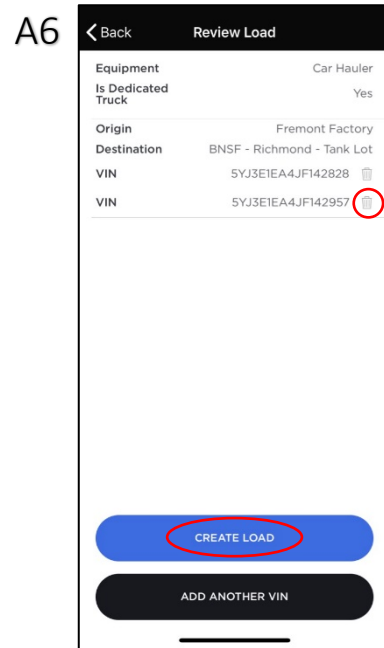 A6
Back Review Load
Equipment Car Hauler
Is Dedicated Truck Yes
Origin Fremont Factory
Destination BNSF - Richmond - Tank Lot
VIN 5YJ3E1EA4JF142828
VIN 5YJ3E1EA4JF142957
CREATE LOAD
ADD ANOTHER VIN